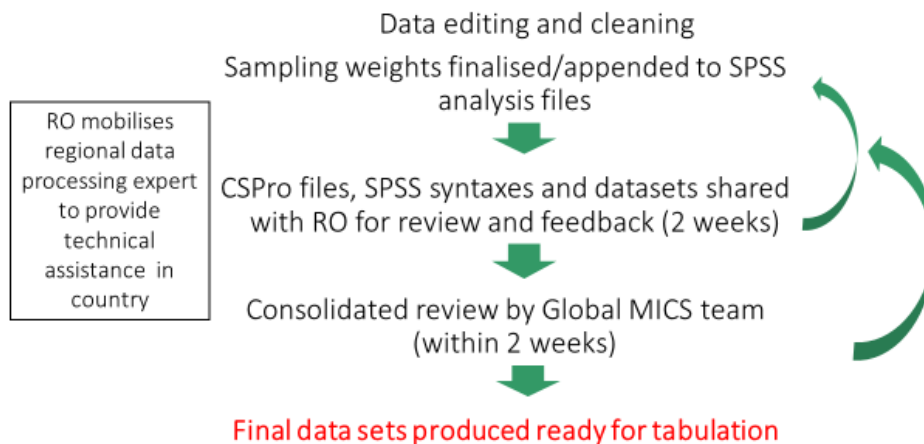 Data editing and cleaning
Sampling weights finalised/appended to SPSS
analysis files
RO mobilises
regional data
processing expert
to provide
technical
assistance in
country
CSPro files, SPSS syntaxes and datasets shared
with RO for review and feedback (2 weeks)
Consolidated review by Global MICS team
(within 2 weeks)
Final data sets produced ready for tabulation